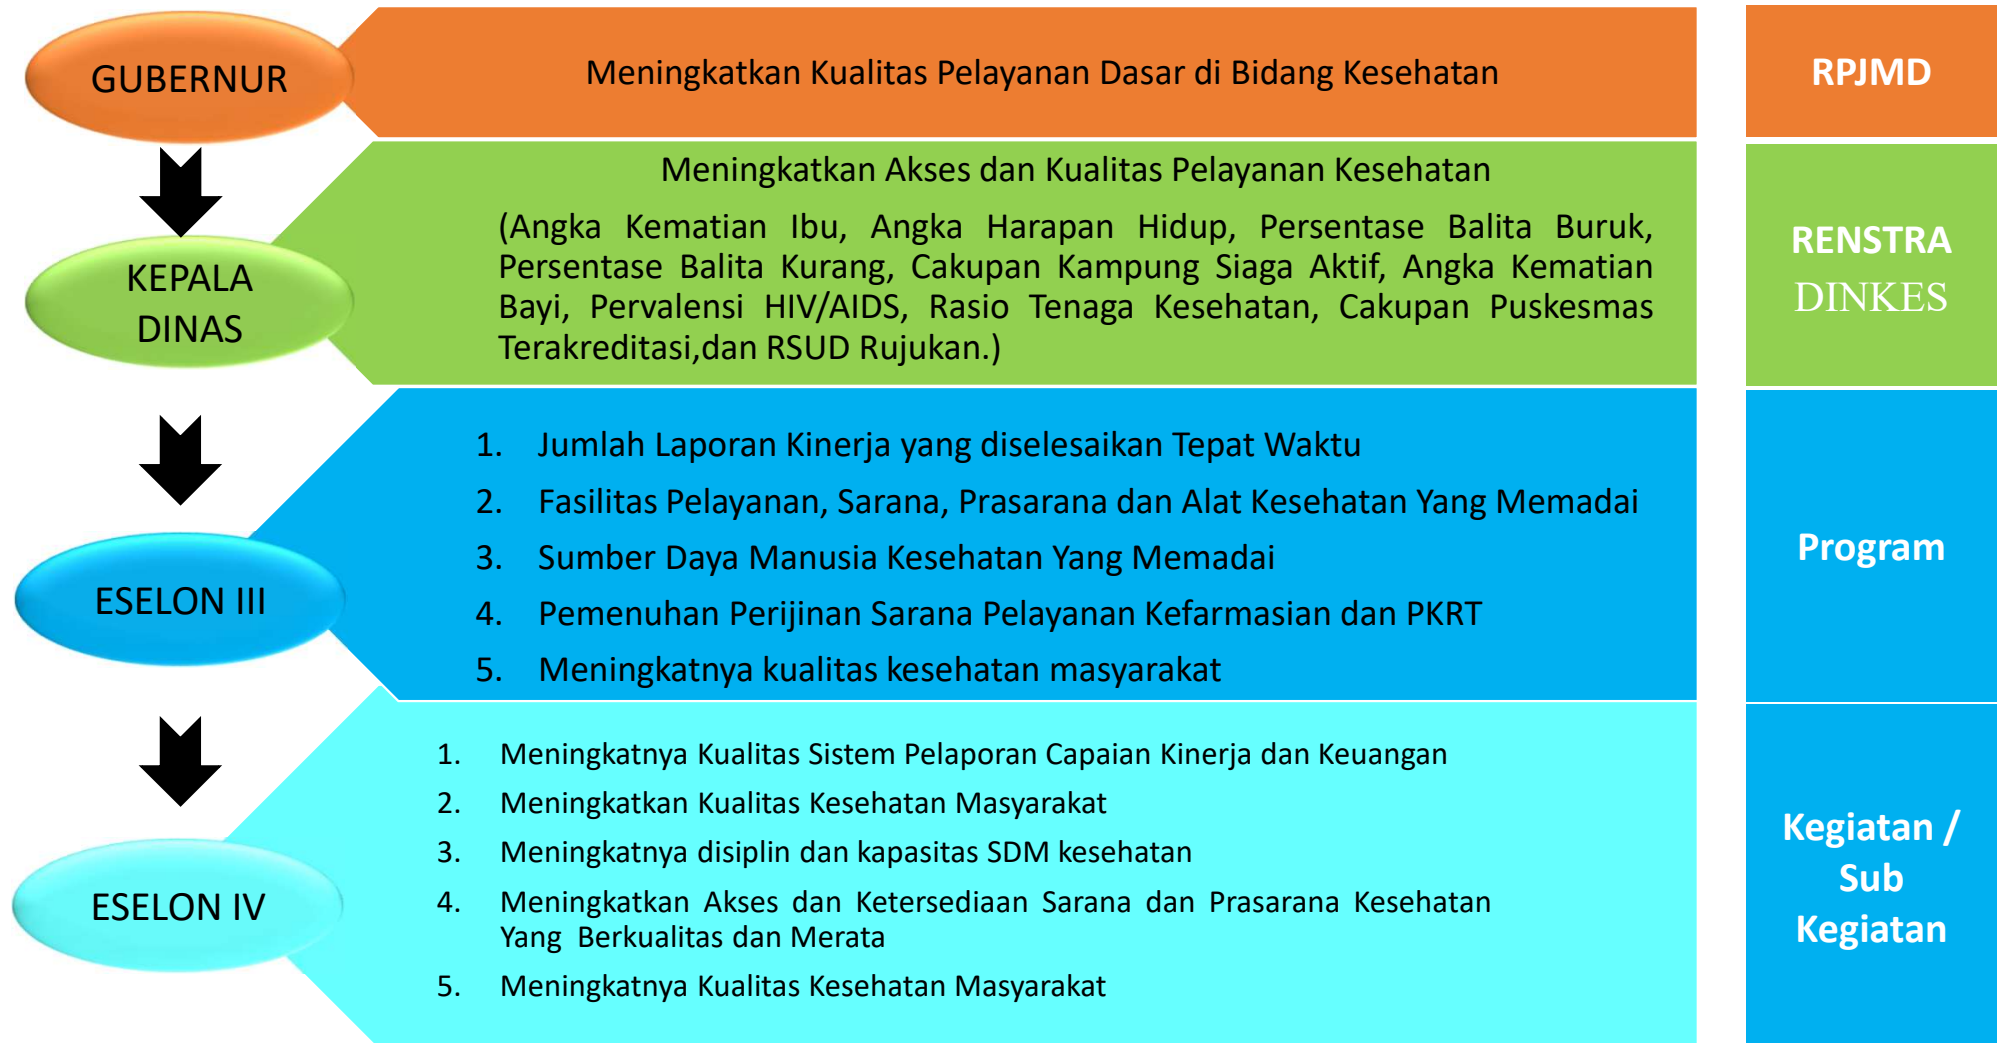 GUBERNUR
Meningkatkan Kualitas Pelayanan Dasar di Bidang Kesehatan
RPJMD
KEPALA
DINAS
Meningkatkan Akses dan Kualitas Pelayanan Kesehatan
(Angka Kematian Ibu, Angka Harapan Hidup, Persentase Balita Buruk,
Persentase Balita Kurang, Cakupan Kampung Siaga Aktif, Angka Kematian
Bayi, Pervalensi HIV/AIDS, Rasio Tenaga Kesehatan, Cakupan Puskesmas
Terakreditasi,dan RSUD Rujukan.)
RENSTRA
DINKES
ESELON III
1. Jumlah Laporan Kinerja yang diselesaikan Tepat Waktu
2. Fasilitas Pelayanan, Sarana, Prasarana dan Alat Kesehatan Yang Memadai
3. Sumber Daya Manusia Kesehatan Yang Memadai
4. Pemenuhan Perijinan Sarana Pelayanan Kefarmasian dan PKRT
5. Meningkatnya kualitas kesehatan masyarakat
Program
ESELON IV
1. Meningkatnya Kualitas Sistem Pelaporan Capaian Kinerja dan Keuangan
2. Meningkatkan Kualitas Kesehatan Masyarakat
3. Meningkatnya disiplin dan kapasitas SDM kesehatan
4. Meningkatkan Akses dan Ketersediaan Sarana dan Prasarana Kesehatan
Yang Berkualitas dan Merata
5. Meningkatnya Kualitas Kesehatan Masyarakat
Kegiatan /
Sub
Kegiatan